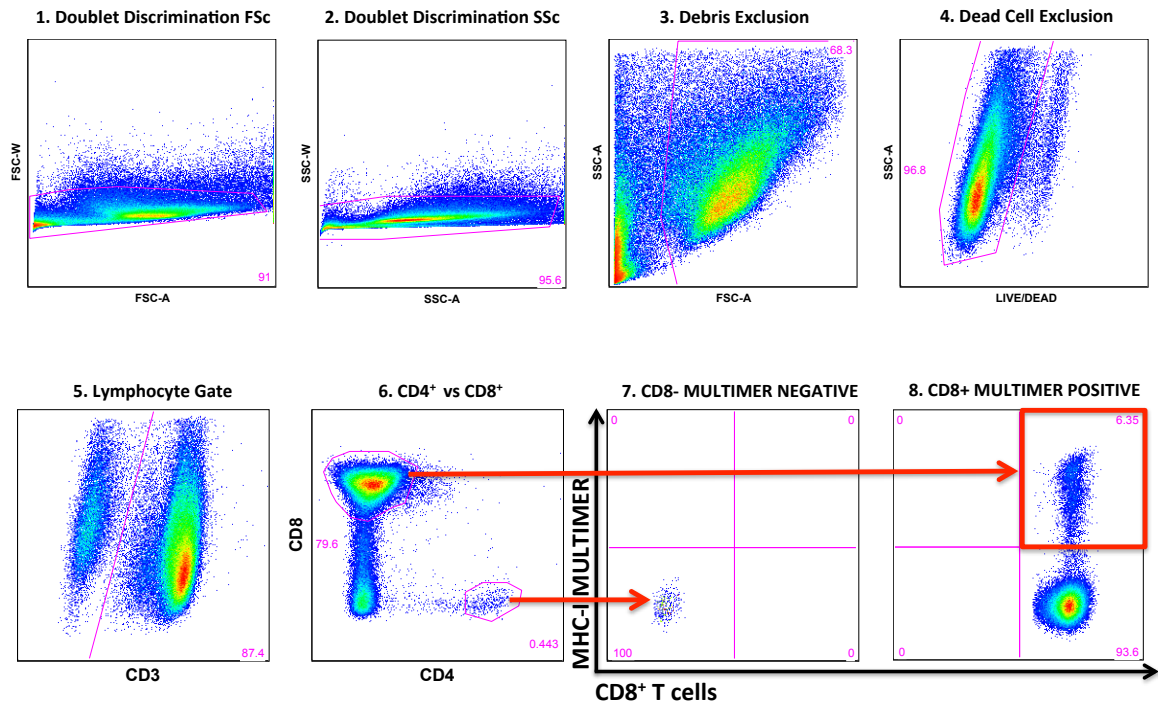 1. Doublet Discrimination FSc
2. Doublet Discrimination SSc
3. Debris Exclusion
4. Dead Cell Exclusion
FSC-W
91
FSC-A
SSC-W
95.6
SSC-A
SSC-A
68.3
FSC-A
SSC-A
96.8
LIVE/DEAD
5. Lymphocyte Gate
6. CD4⁺ vs CD8⁺
7. CD8- MULTIMER NEGATIVE
8. CD8+ MULTIMER POSITIVE
87.4
CD3
CD8
79.6
0.443
CD4
MHC-I MULTIMER
0
0
100
0
0
6.35
0
93.6
CD8⁺ T cells